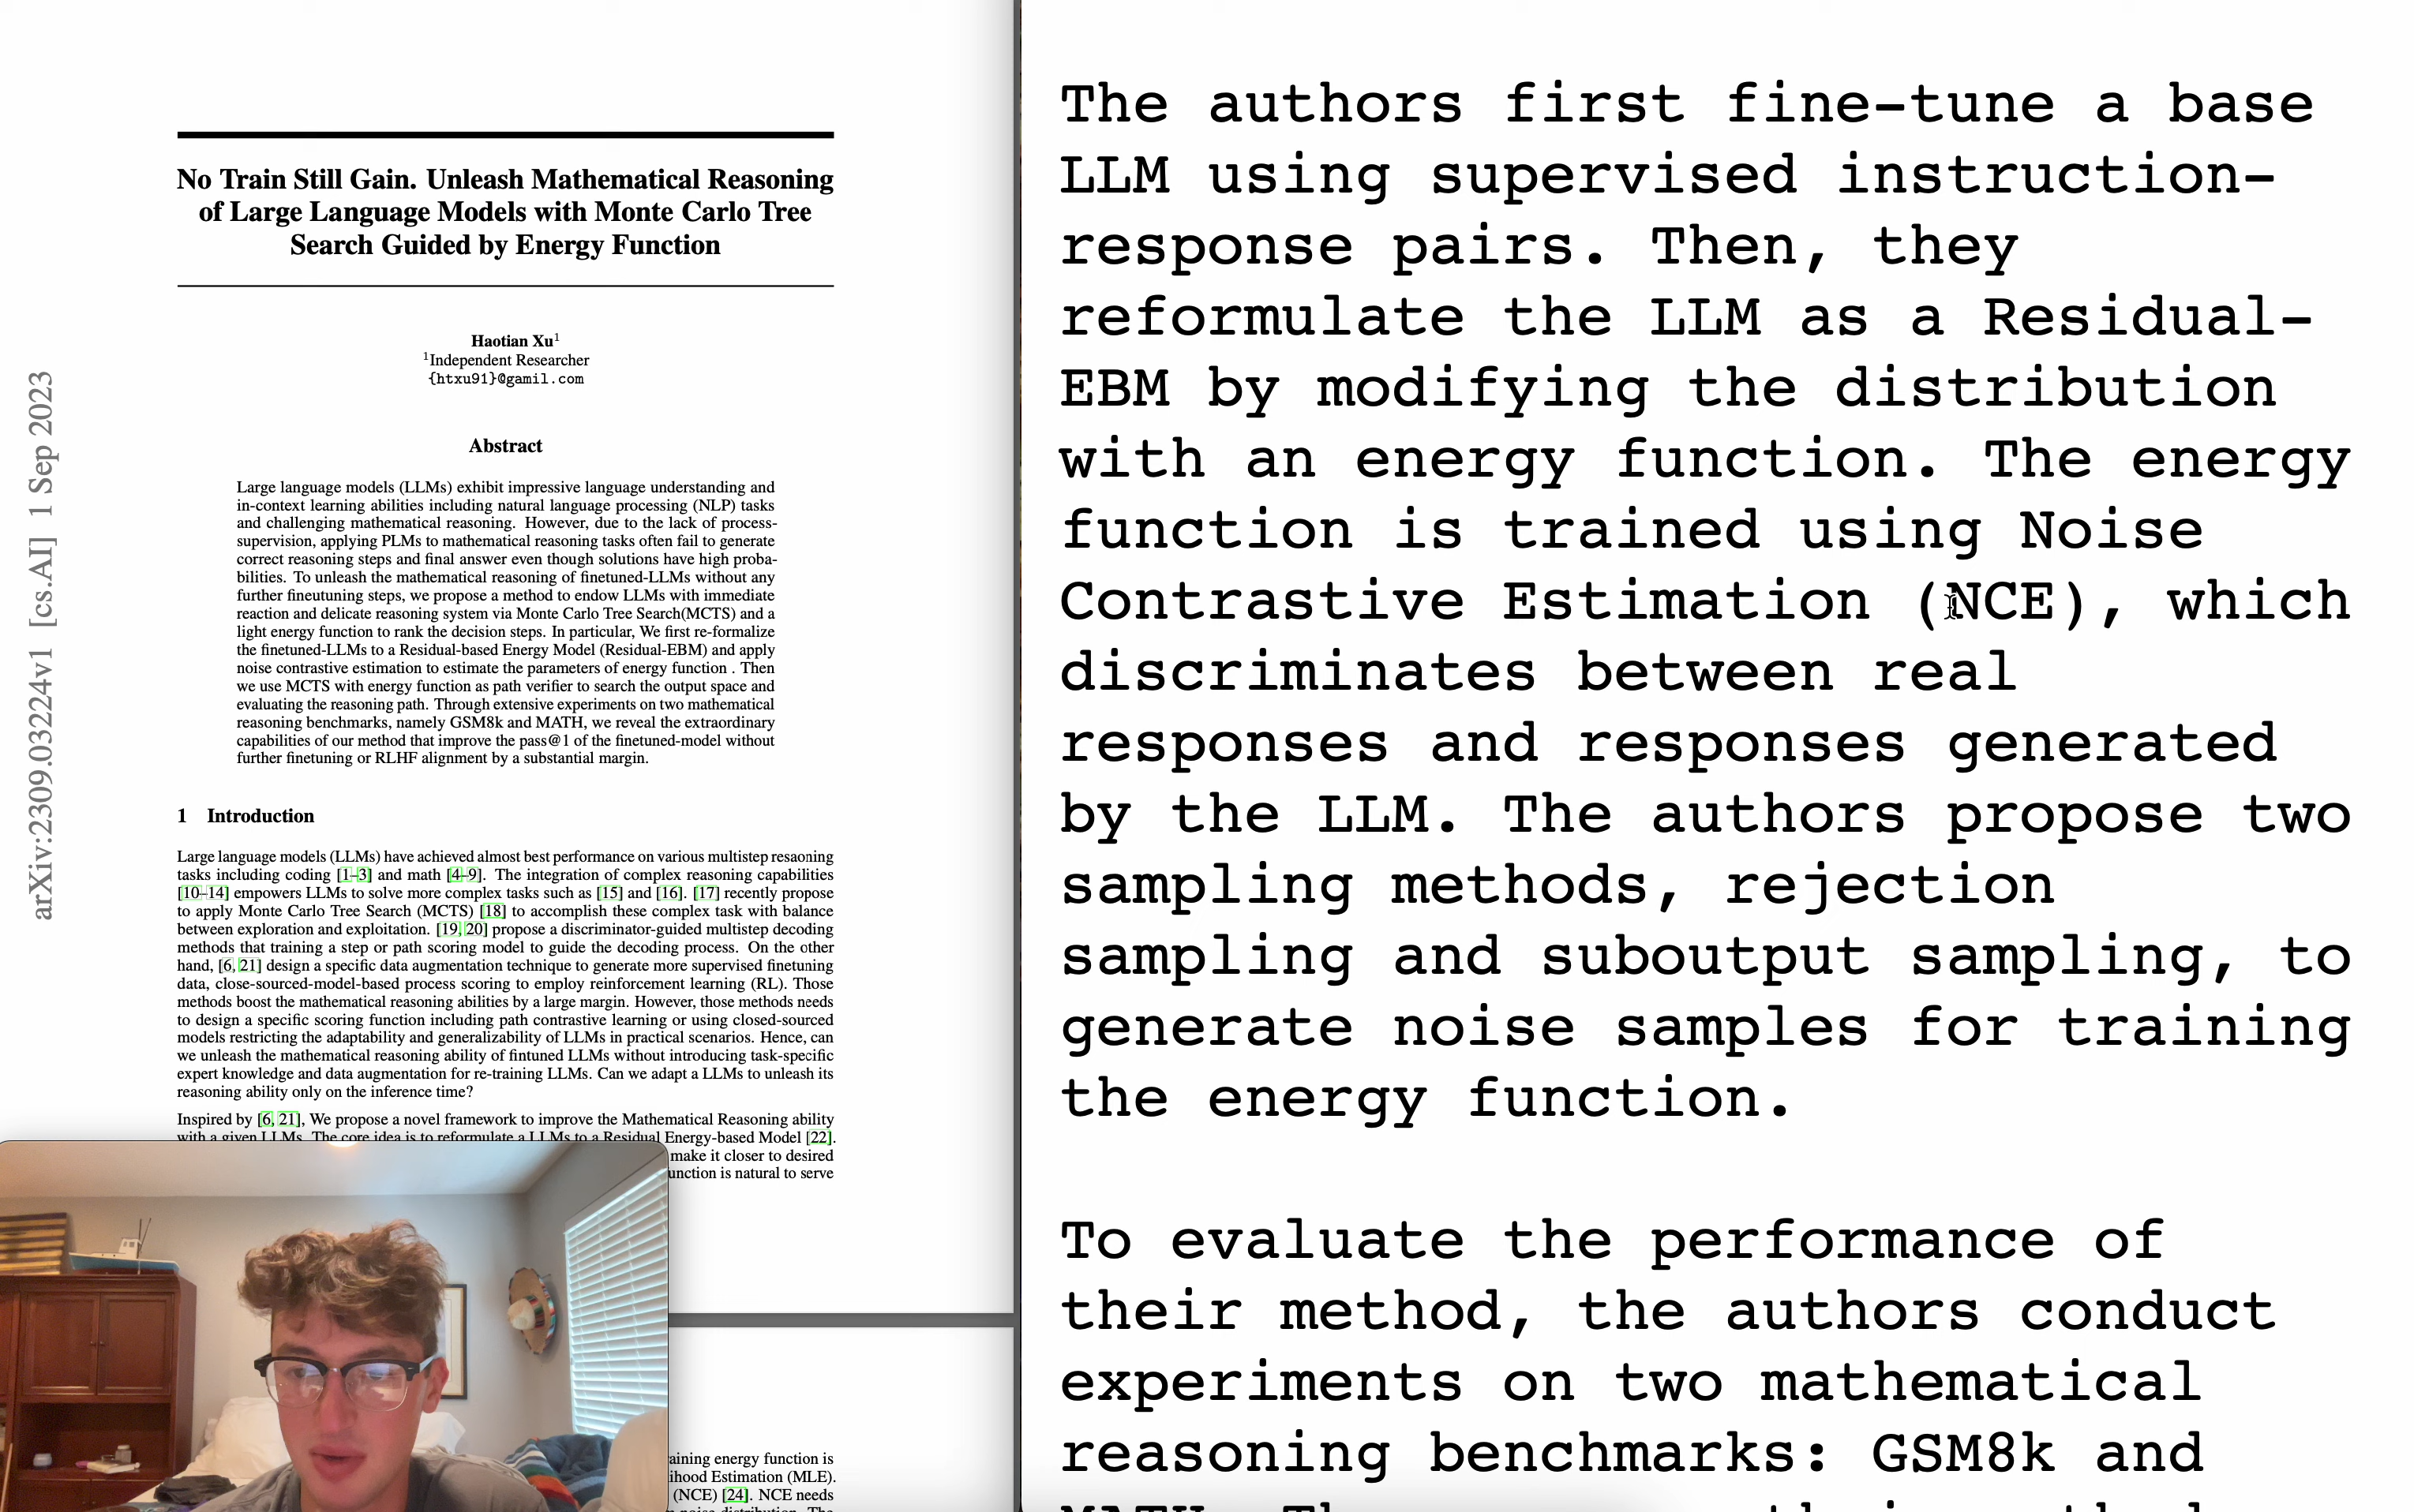 arXiv:2309.03224v1 [cs.AI] 1 Sep 2023
No Train Still Gain. Unleash Mathematical Reasoning
of Large Language Models with Monte Carlo Tree
Search Guided by Energy Function
Haotian Xu¹
¹Independent Researcher
{htxu91}@gamil.com
Abstract
Large language models (LLMs) exhibit impressive language understanding and
in-context learning abilities including natural language processing (NLP) tasks
and challenging mathematical reasoning. However, due to the lack of process-
supervision, applying PLMs to mathematical reasoning tasks often fail to generate
correct reasoning steps and final answer even though solutions have high proba-
bilities. To unleash the mathematical reasoning of finetuned-LLMs without any
further fineutuning steps, we propose a method to endow LLMs with immediate
reaction and delicate reasoning system via Monte Carlo Tree Search(MCTS) and a
light energy function to rank the decision steps. In particular, We first re-formalize
the finetuned-LLMs to a Residual-based Energy Model (Residual-EBM) and apply
noise contrastive estimation to estimate the parameters of energy function . Then
we use MCTS with energy function as path verifier to search the output space and
evaluating the reasoning path. Through extensive experiments on two mathematical
reasoning benchmarks, namely GSM8k and MATH, we reveal the extraordinary
capabilities of our method that improve the pass@1 of the finetuned-model without
further finetuning or RLHF alignment by a substantial margin.
1 Introduction
Large language models (LLMs) have achieved almost best performance on various multistep resaoning
tasks including coding [1–3] and math [4–9]. The integration of complex reasoning capabilities
[10–14] empowers LLMs to solve more complex tasks such as [15] and [16]. [17] recently propose
to apply Monte Carlo Tree Search (MCTS) [18] to accomplish these complex task with balance
between exploration and exploitation. [19, 20] propose a discriminator-guided multistep decoding
methods that training a step or path scoring model to guide the decoding process. On the other
hand, [6, 21] design a specific data augmentation technique to generate more supervised finetuning
data, close-sourced-model-based process scoring to employ reinforcement learning (RL). Those
methods boost the mathematical reasoning abilities by a large margin. However, those methods needs
to design a specific scoring function including path contrastive learning or using closed-sourced
models restricting the adaptability and generalizability of LLMs in practical scenarios. Hence, can
we unleash the mathematical reasoning ability of fintuned LLMs without introducing task-specific
expert knowledge and data augmentation for re-training LLMs. Can we adapt a LLMs to unleash its
reasoning ability only on the inference time?
Inspired by [6, 21], We propose a novel framework to improve the Mathematical Reasoning ability
with a given LLMs. The core idea is to reformulate a LLMs to a Residual Energy-based Model [22].
make it closer to desired
unction is natural to serve
aining energy function is
ihood Estimation (MLE).
(NCE) [24]. NCE needs
The authors first fine-tune a base
LLM using supervised instruction-
response pairs. Then, they
reformulate the LLM as a Residual-
EBM by modifying the distribution
with an energy function. The energy
function is trained using Noise
Contrastive Estimation (NCE), which
discriminates between real
responses and responses generated
by the LLM. The authors propose two
sampling methods, rejection
sampling and suboutput sampling, to
generate noise samples for training
the energy function.
To evaluate the performance of
their method, the authors conduct
experiments on two mathematical
reasoning benchmarks: GSM8k and